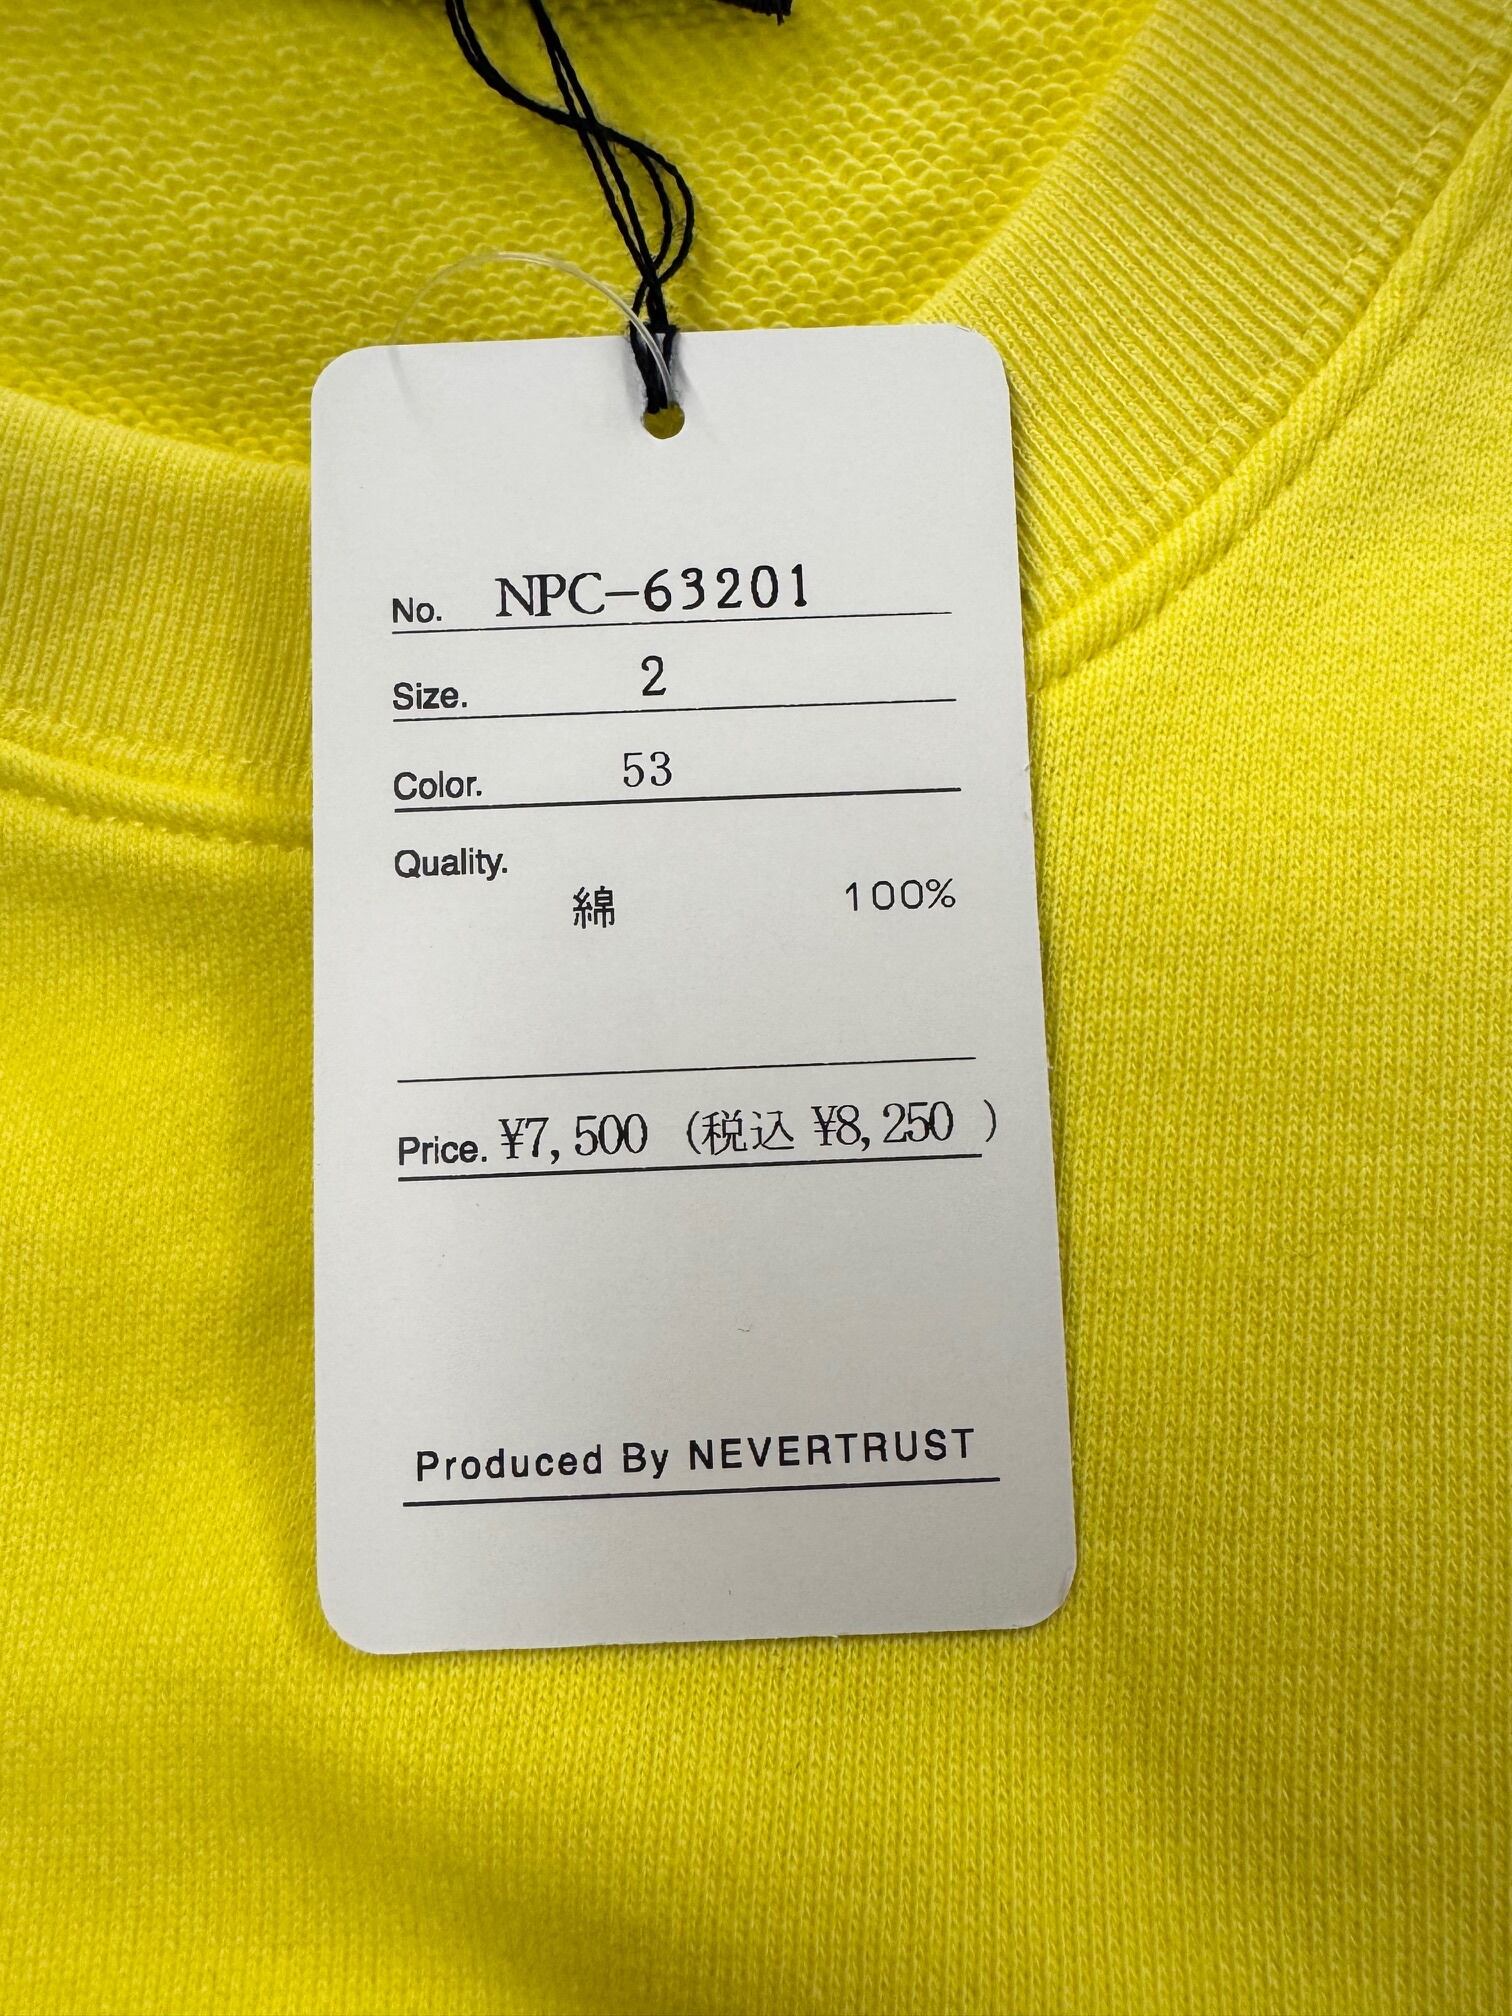 No. NPC-63201
Size. 2
Color. 53
Quality.
綿 100%
Price. ¥7,500 (税込 ¥8,250 )
Produced By NEVERTRUST